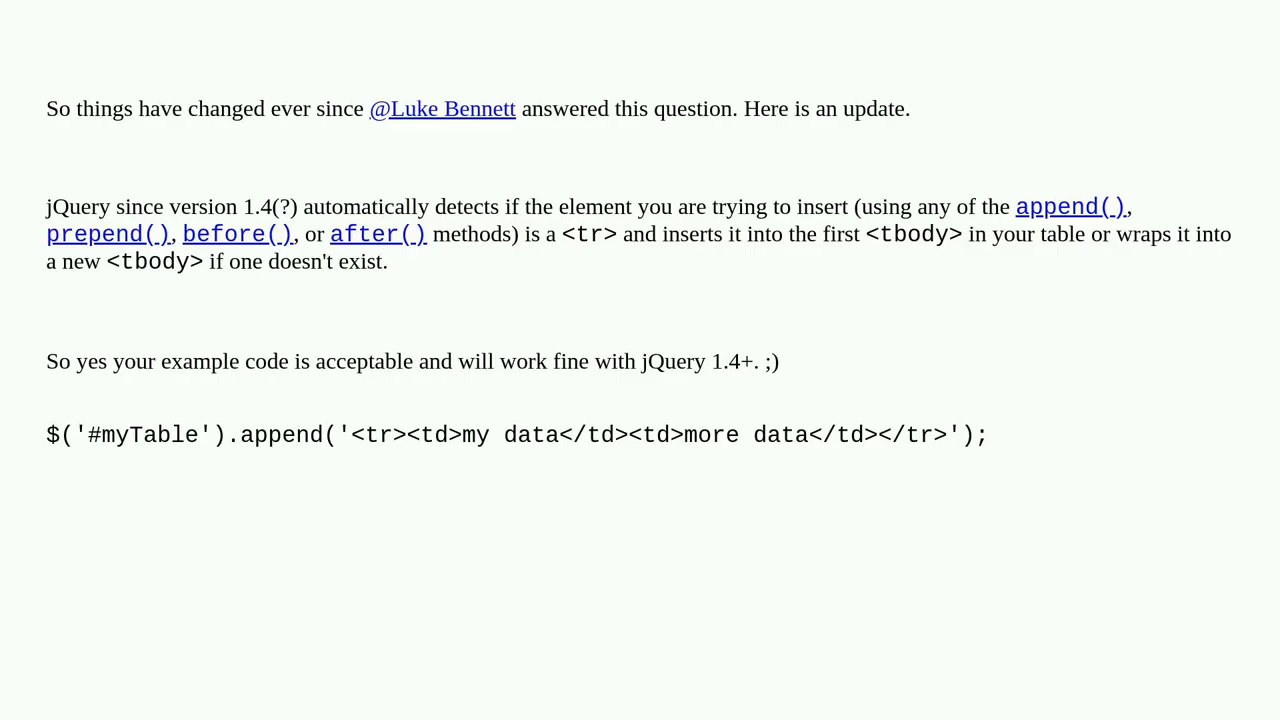 So things have changed ever since @Luke Bennett answered this question. Here is an update.
jQuery since version 1.4(?) automatically detects if the element you are trying to insert (using any of the append(),
prepend(), before(), or after() methods) is a <tr> and inserts it into the first <tbody> in your table or wraps it into
a new <tbody> if one doesn't exist.
So yes your example code is acceptable and will work fine with jQuery 1.4+. ;)
$('#myTable').append('<tr><td>my data</td><td>more data</td></tr>');